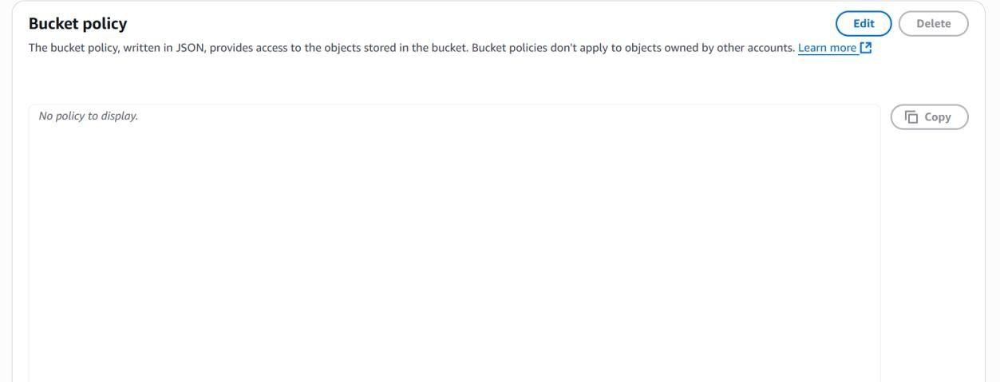 Bucket policy
Edit
Delete
The bucket policy, written in JSON, provides access to the objects stored in the bucket. Bucket policies don't apply to objects owned by other accounts. Learn more
No policy to display.
Copy